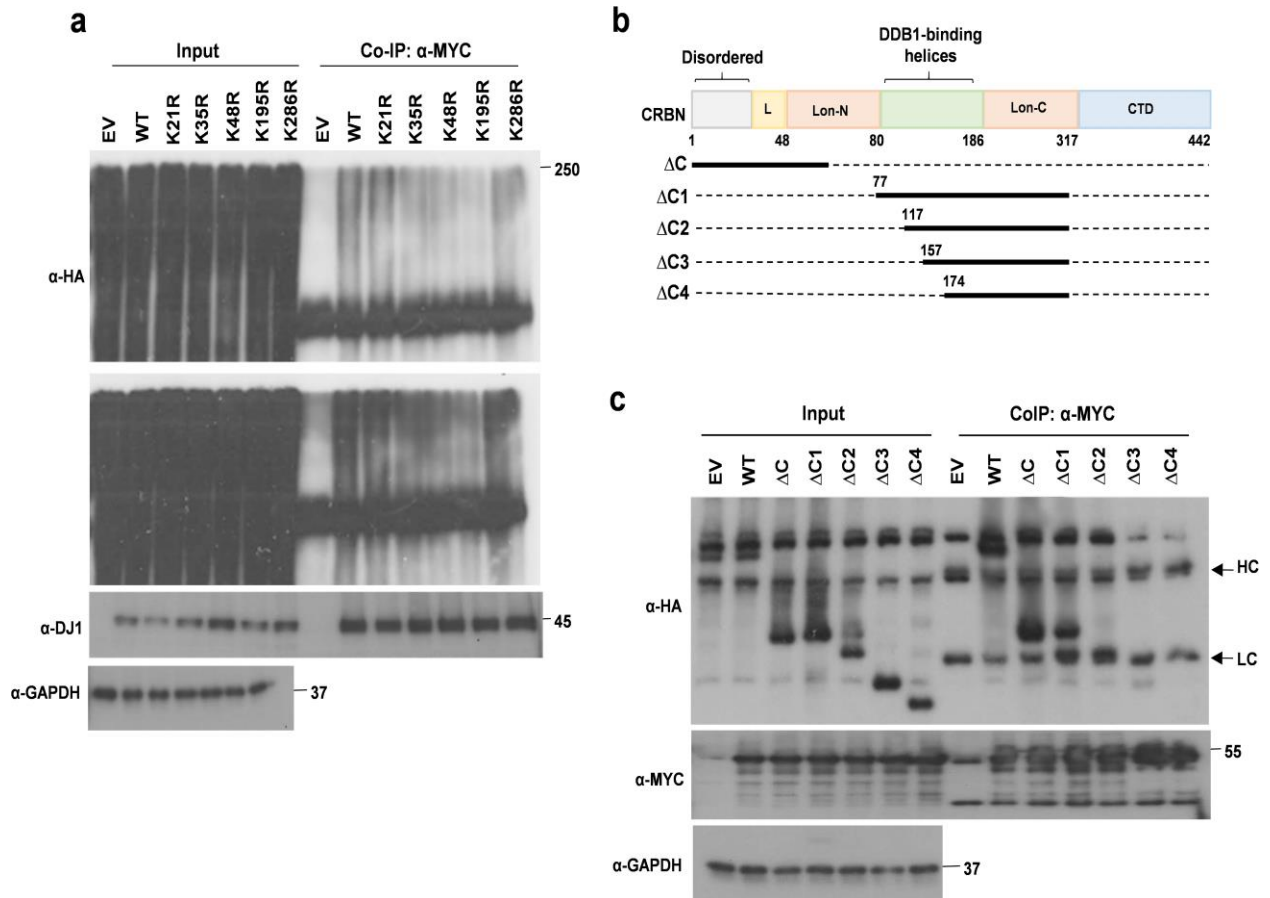 a
Input
Co-IP: α-MYC
EV
WT
K21R
K35R
K48R
K195R
K286R
EV
WT
K21R
K35R
K48R
K195R
K286R
250
α-HA
α-DJ1
45
α-GAPDH
37
b
DDB1-binding
helices
Disordered
CRBN
L
Lon-N
Lon-C
CTD
1
48
80
186
317
442
ΔC
77
ΔC1
117
ΔC2
157
ΔC3
174
ΔC4
c
Input
CoIP: α-MYC
EV
WT
ΔC
ΔC1
ΔC2
ΔC3
ΔC4
EV
WT
ΔC
ΔC1
ΔC2
ΔC3
ΔC4
HC
α-HA
LC
55
α-MYC
α-GAPDH
37